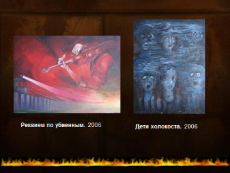 Реквием по убиенным. 2006
Дети холокоста. 2006